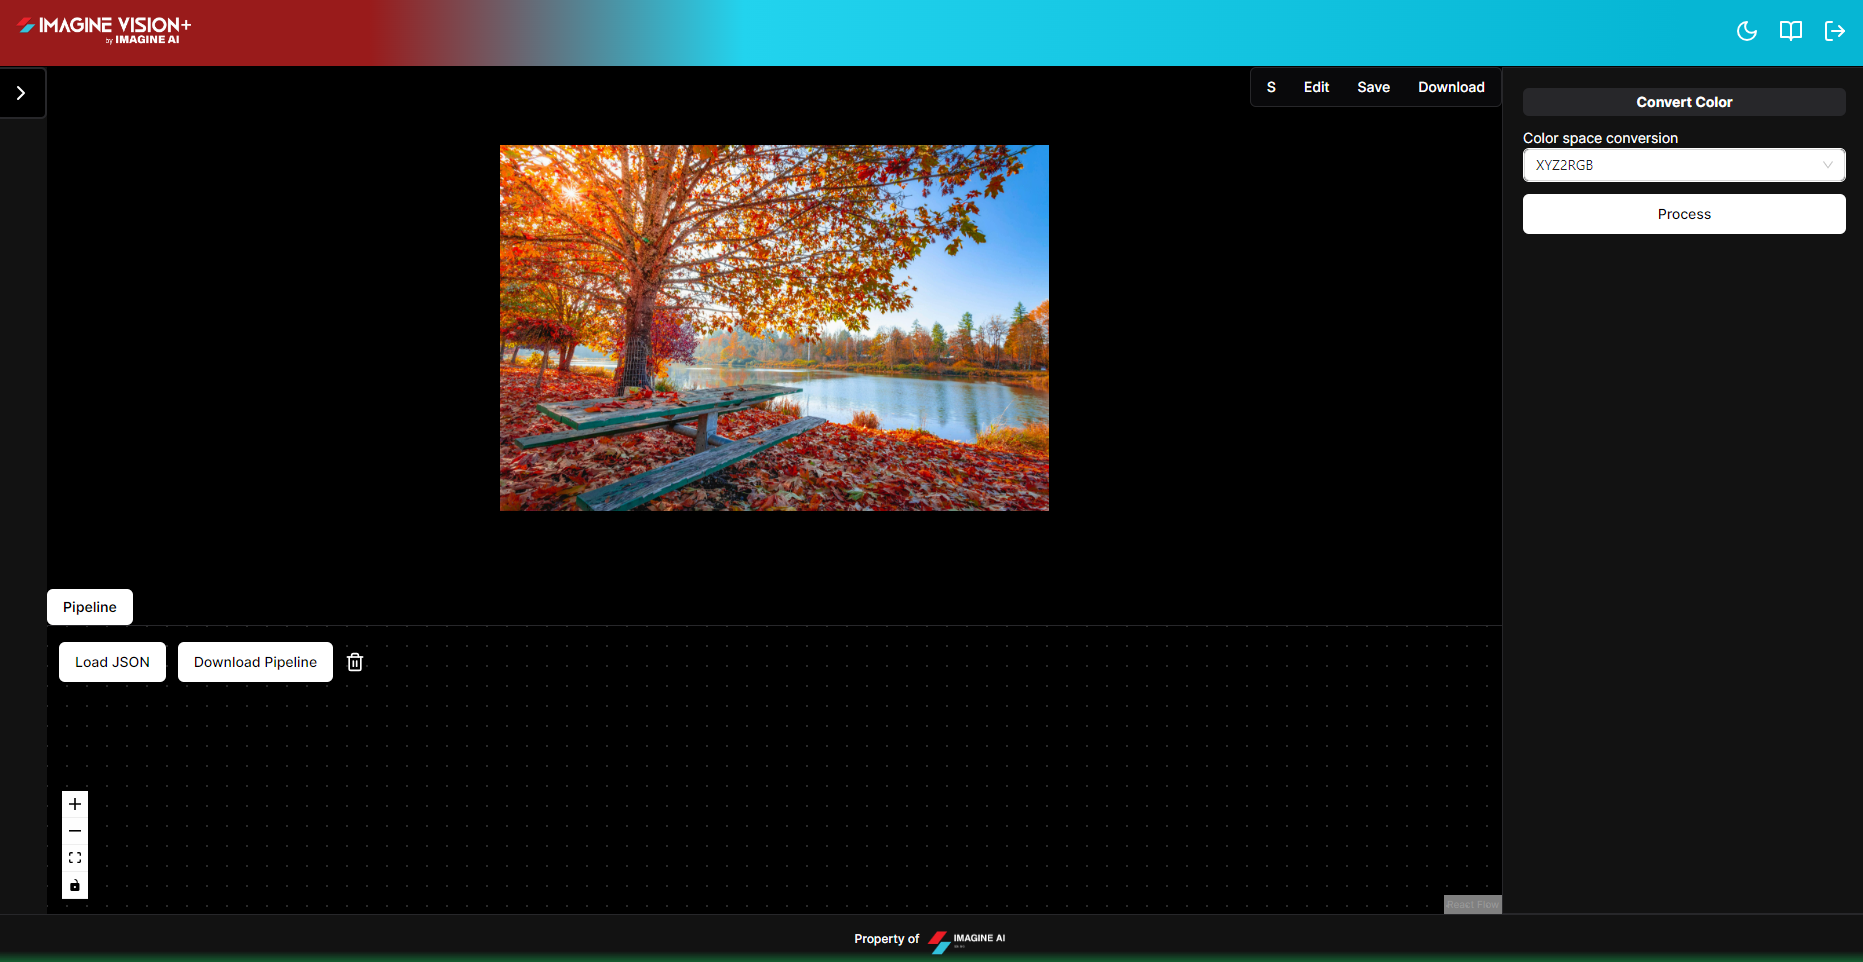 IMAGINE VISION+
by IMAGINE AI
S Edit Save Download
Convert Color
Color space conversion
XYZ2RGB
Process
Pipeline
Load JSON Download Pipeline
React Flow
Property of IMAGINE AI